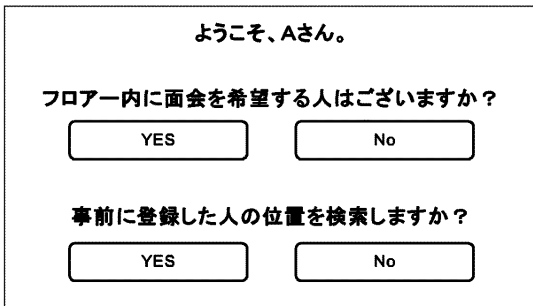 ようこそ、Aさん。
フロアー内に面会を希望する人はございますか？
YES No
事前に登録した人の位置を検索しますか？
YES No